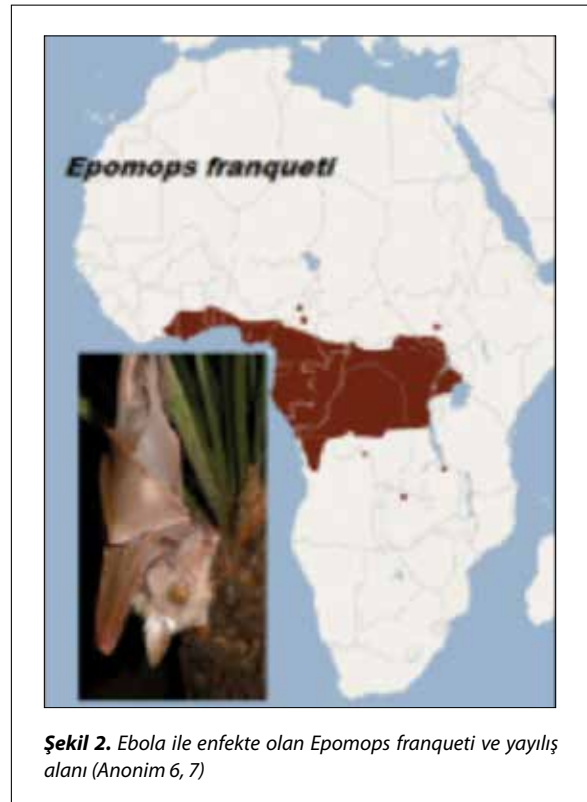 Epomops franqueti
Şekil 2. Ebola ile enfekte olan Epomops franqueti ve yayılış
alanı (Anonim 6, 7)